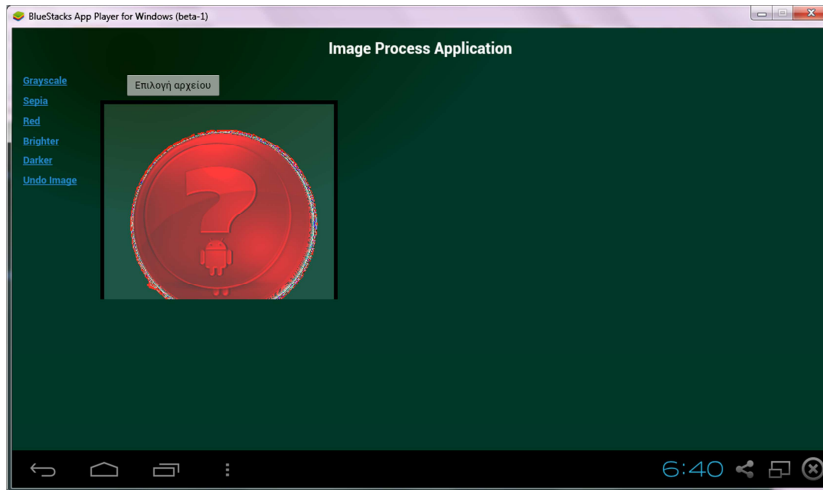 BlueStacks App Player for Windows (beta-1)
Image Process Application
Grayscale
Επιλογή αρχείου
Sepia
Red
Brighter
Darker
Undo Image
?
6:40